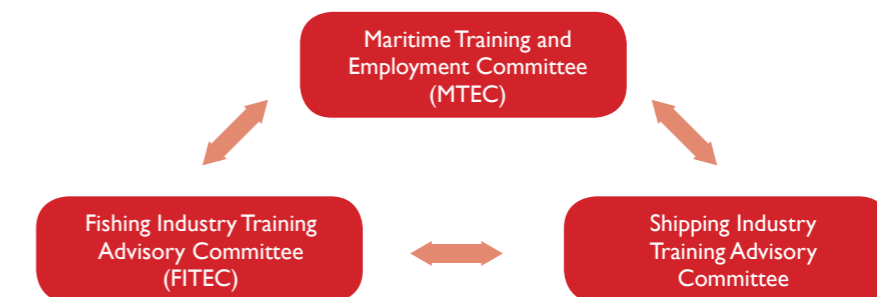 Maritime Training and
Employment Committee
(MTEC)
Fishing Industry Training
Advisory Committee
(FITEC)
Shipping Industry
Training Advisory
Committee